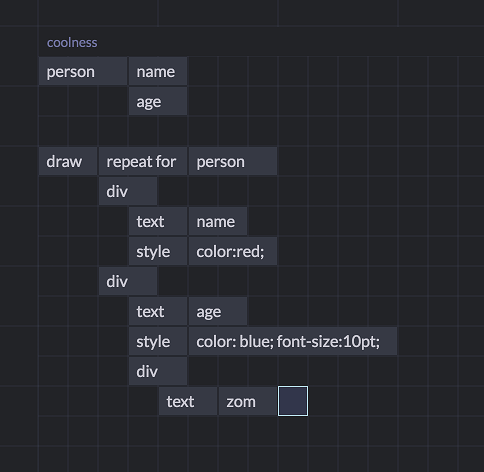 coolness
person name
age
draw repeat for person
div
text name
style color:red;
div
text age
style color: blue; font-size:10pt;
div
text zom